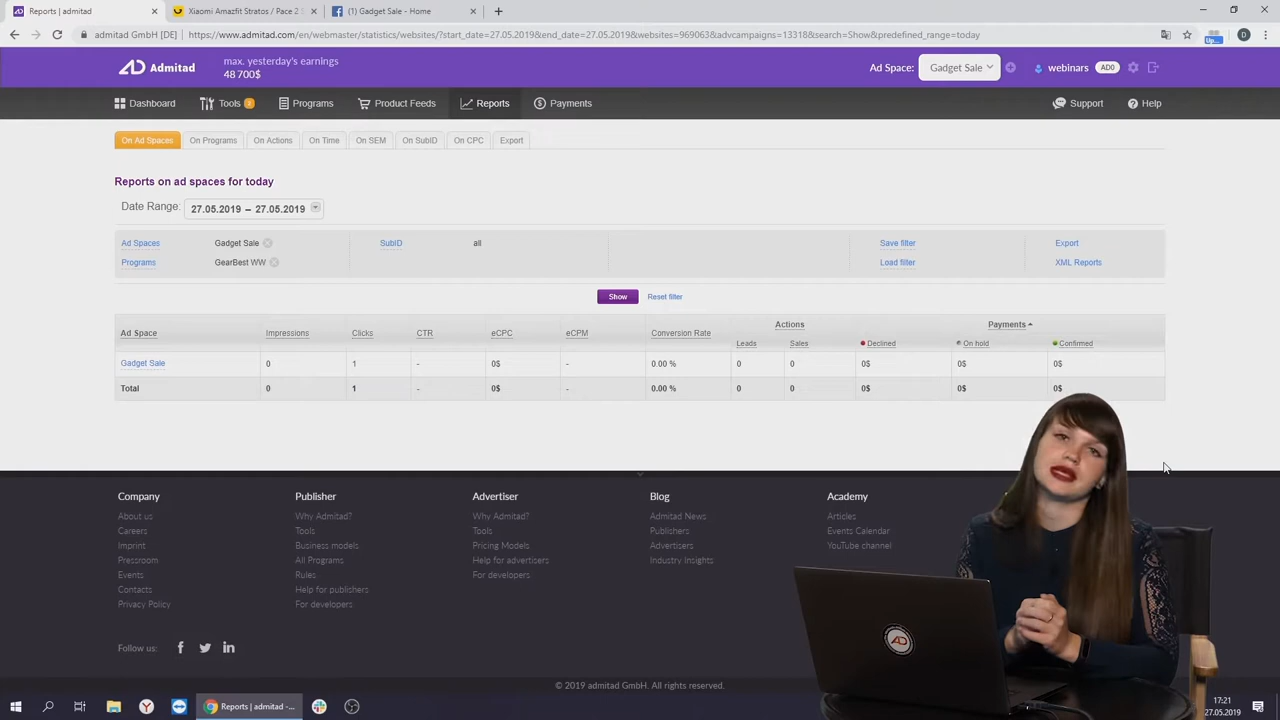 Reports | admitad
Xiaomi Amazfit Stratos / Pace 2 S
(1) Gadget Sale - Home
admitad GmbH [DE] | https://www.admitad.com/en/webmaster/statistics/websites/?start_date=27.05.2019&end_date=27.05.2019&websites=969063&advcampaigns=13318&search=Show&predefined_range=today
D
Up...
Admitad
max. yesterday's earnings
48 700$
Ad Space: Gadget Sale
webinars AD0
Dashboard Tools 2 Programs Product Feeds Reports Payments Support Help
On Ad Spaces On Programs On Actions On Time On SEM On SubID On CPC Export
Reports on ad spaces for today
Date Range: 27.05.2019 – 27.05.2019
Ad Spaces Gadget Sale SubID all Save filter Export
Programs GearBest WW Load filter XML Reports
Show Reset filter
Ad Space Impressions Clicks CTR eCPC eCPM Conversion Rate Actions Payments
Leads Sales Declined On hold Confirmed
Gadget Sale 0 1 - 0$ - 0.00 % 0 0 0$ 0$ 0$
Total 0 1 - 0$ - 0.00 % 0 0 0$ 0$ 0$
Company
About us
Careers
Imprint
Pressroom
Events
Contacts
Privacy Policy
Publisher
Why Admitad?
Tools
Business models
All Programs
Rules
Help for publishers
For developers
Advertiser
Why Admitad?
Tools
Pricing Models
Help for advertisers
For developers
Blog
Admitad News
Publishers
Advertisers
Industry Insights
Academy
Articles
Events Calendar
YouTube channel
Follow us:
© 2019 admitad GmbH. All rights reserved.
AD
Reports | admitad -...
17:21
27.05.2019